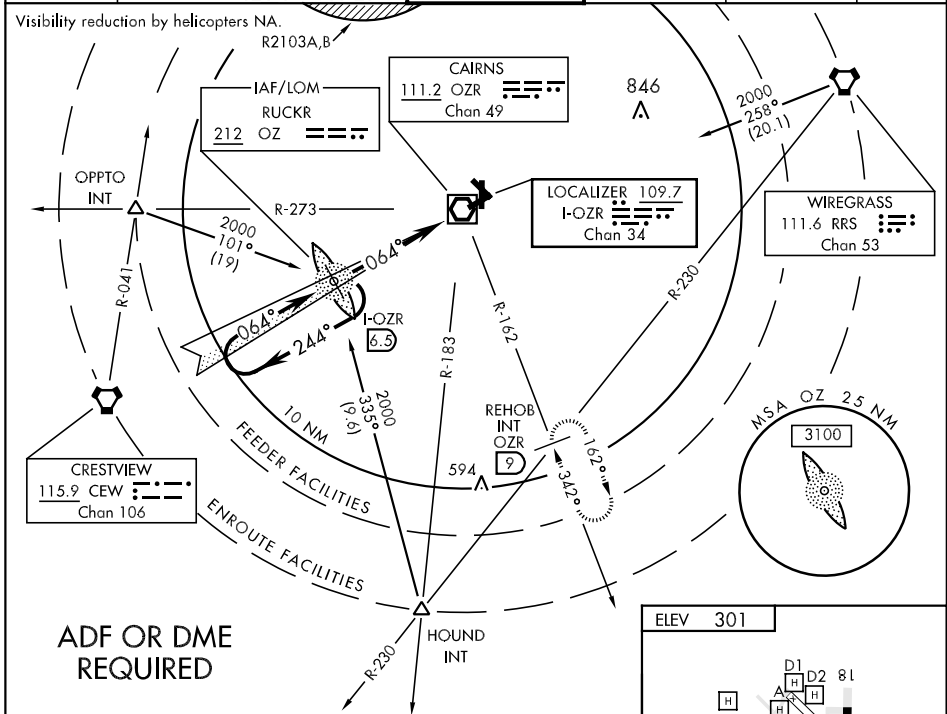 Visibility reduction by helicopters NA.
R2103A,B
IAF/LOM
RUCKR
212 OZ
CAIRNS
111.2 OZR
Chan 49
846
2000
258°
(20.1)
OPPTO
INT
R-273
2000
101°
(19)
064°
LOCALIZER 109.7
I-OZR
Chan 34
WIREGRASS
111.6 RRS
Chan 53
R-041
R-230
064°
244°
I-OZR
6.5
R-162
R-183
2000
335°
(9.6)
10 NM
REHOB
INT
OZR
9
162°
342°
MSA OZ 25 NM
3100
CRESTVIEW
115.9 CEW
Chan 106
FEEDER FACILITIES
594
ENROUTE FACILITIES
ADF OR DME
REQUIRED
HOUND
INT
R-230
ELEV 301
D1
D2
18
A
H
H
H
H